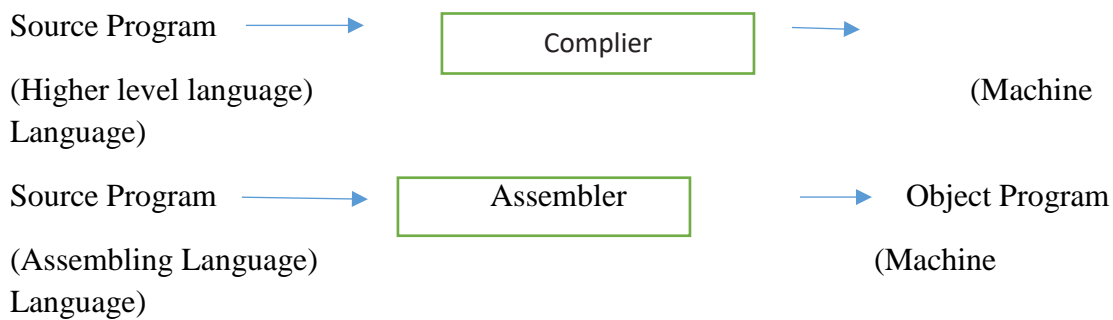 Source Program Complier
(Higher level language) (Machine
Language)
Source Program Assembler Object Program
(Assembling Language) (Machine
Language)